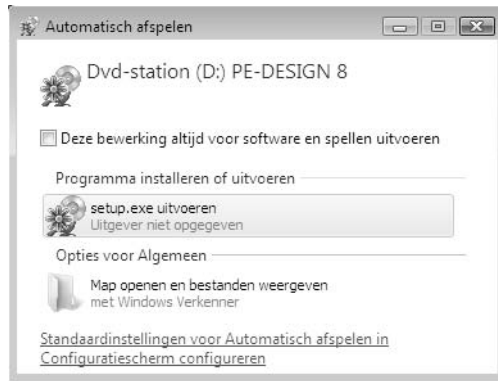 Automatisch afspelen
Dvd-station (D:) PE-DESIGN 8
Deze bewerking altijd voor software en spellen uitvoeren
Programma installeren of uitvoeren
setup.exe uitvoeren
Uitgever niet opgegeven
Opties voor Algemeen
Map openen en bestanden weergeven
met Windows Verkenner
Standaardinstellingen voor Automatisch afspelen in
Configuratiescherm configureren